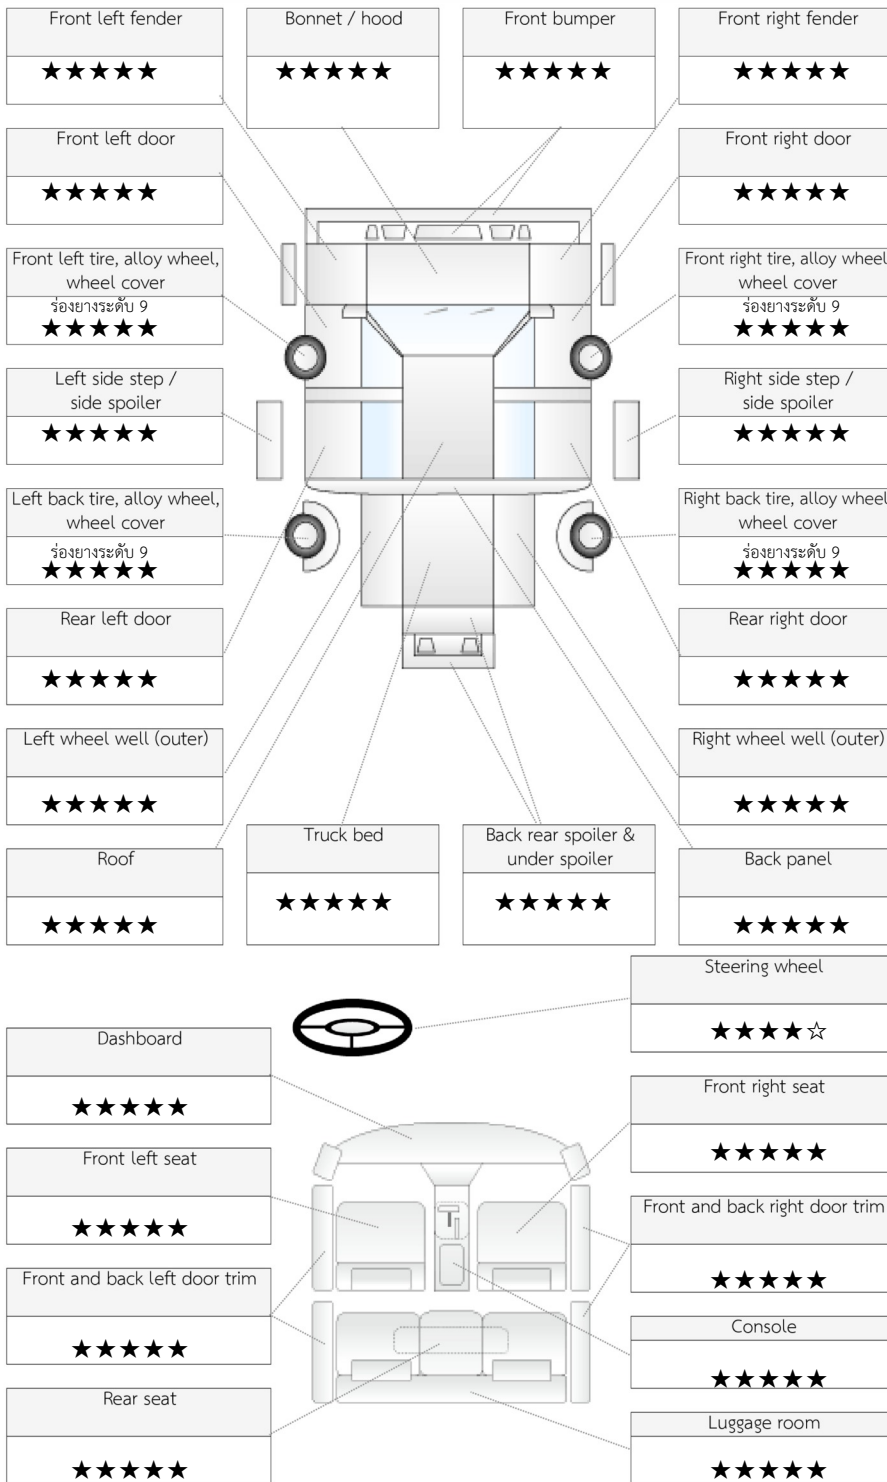 Front left fender
★★★★★
Bonnet / hood
★★★★★
Front bumper
★★★★★
Front right fender
★★★★★
Front left door
★★★★★
Front right door
★★★★★
Front left tire, alloy wheel,
wheel cover
ร่องยางระดับ 9
★★★★★
Front right tire, alloy wheel
wheel cover
ร่องยางระดับ 9
★★★★★
Left side step /
side spoiler
★★★★★
Right side step /
side spoiler
★★★★★
Left back tire, alloy wheel,
wheel cover
ร่องยางระดับ 9
★★★★★
Right back tire, alloy wheel
wheel cover
ร่องยางระดับ 9
★★★★★
Rear left door
★★★★★
Rear right door
★★★★★
Left wheel well (outer)
★★★★★
Right wheel well (outer)
★★★★★
Roof
★★★★★
Truck bed
★★★★★
Back rear spoiler &
under spoiler
★★★★★
Back panel
★★★★★
Steering wheel
★★★★☆
Dashboard
★★★★★
Front right seat
★★★★★
Front left seat
★★★★★
Front and back right door trim
★★★★★
Front and back left door trim
★★★★★
Console
★★★★★
Rear seat
★★★★★
Luggage room
★★★★★